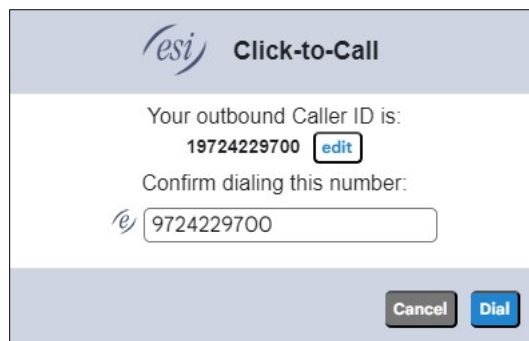 esi Click-to-Call
Your outbound Caller ID is:
19724229700 edit
Confirm dialing this number:
e 9724229700
Cancel Dial